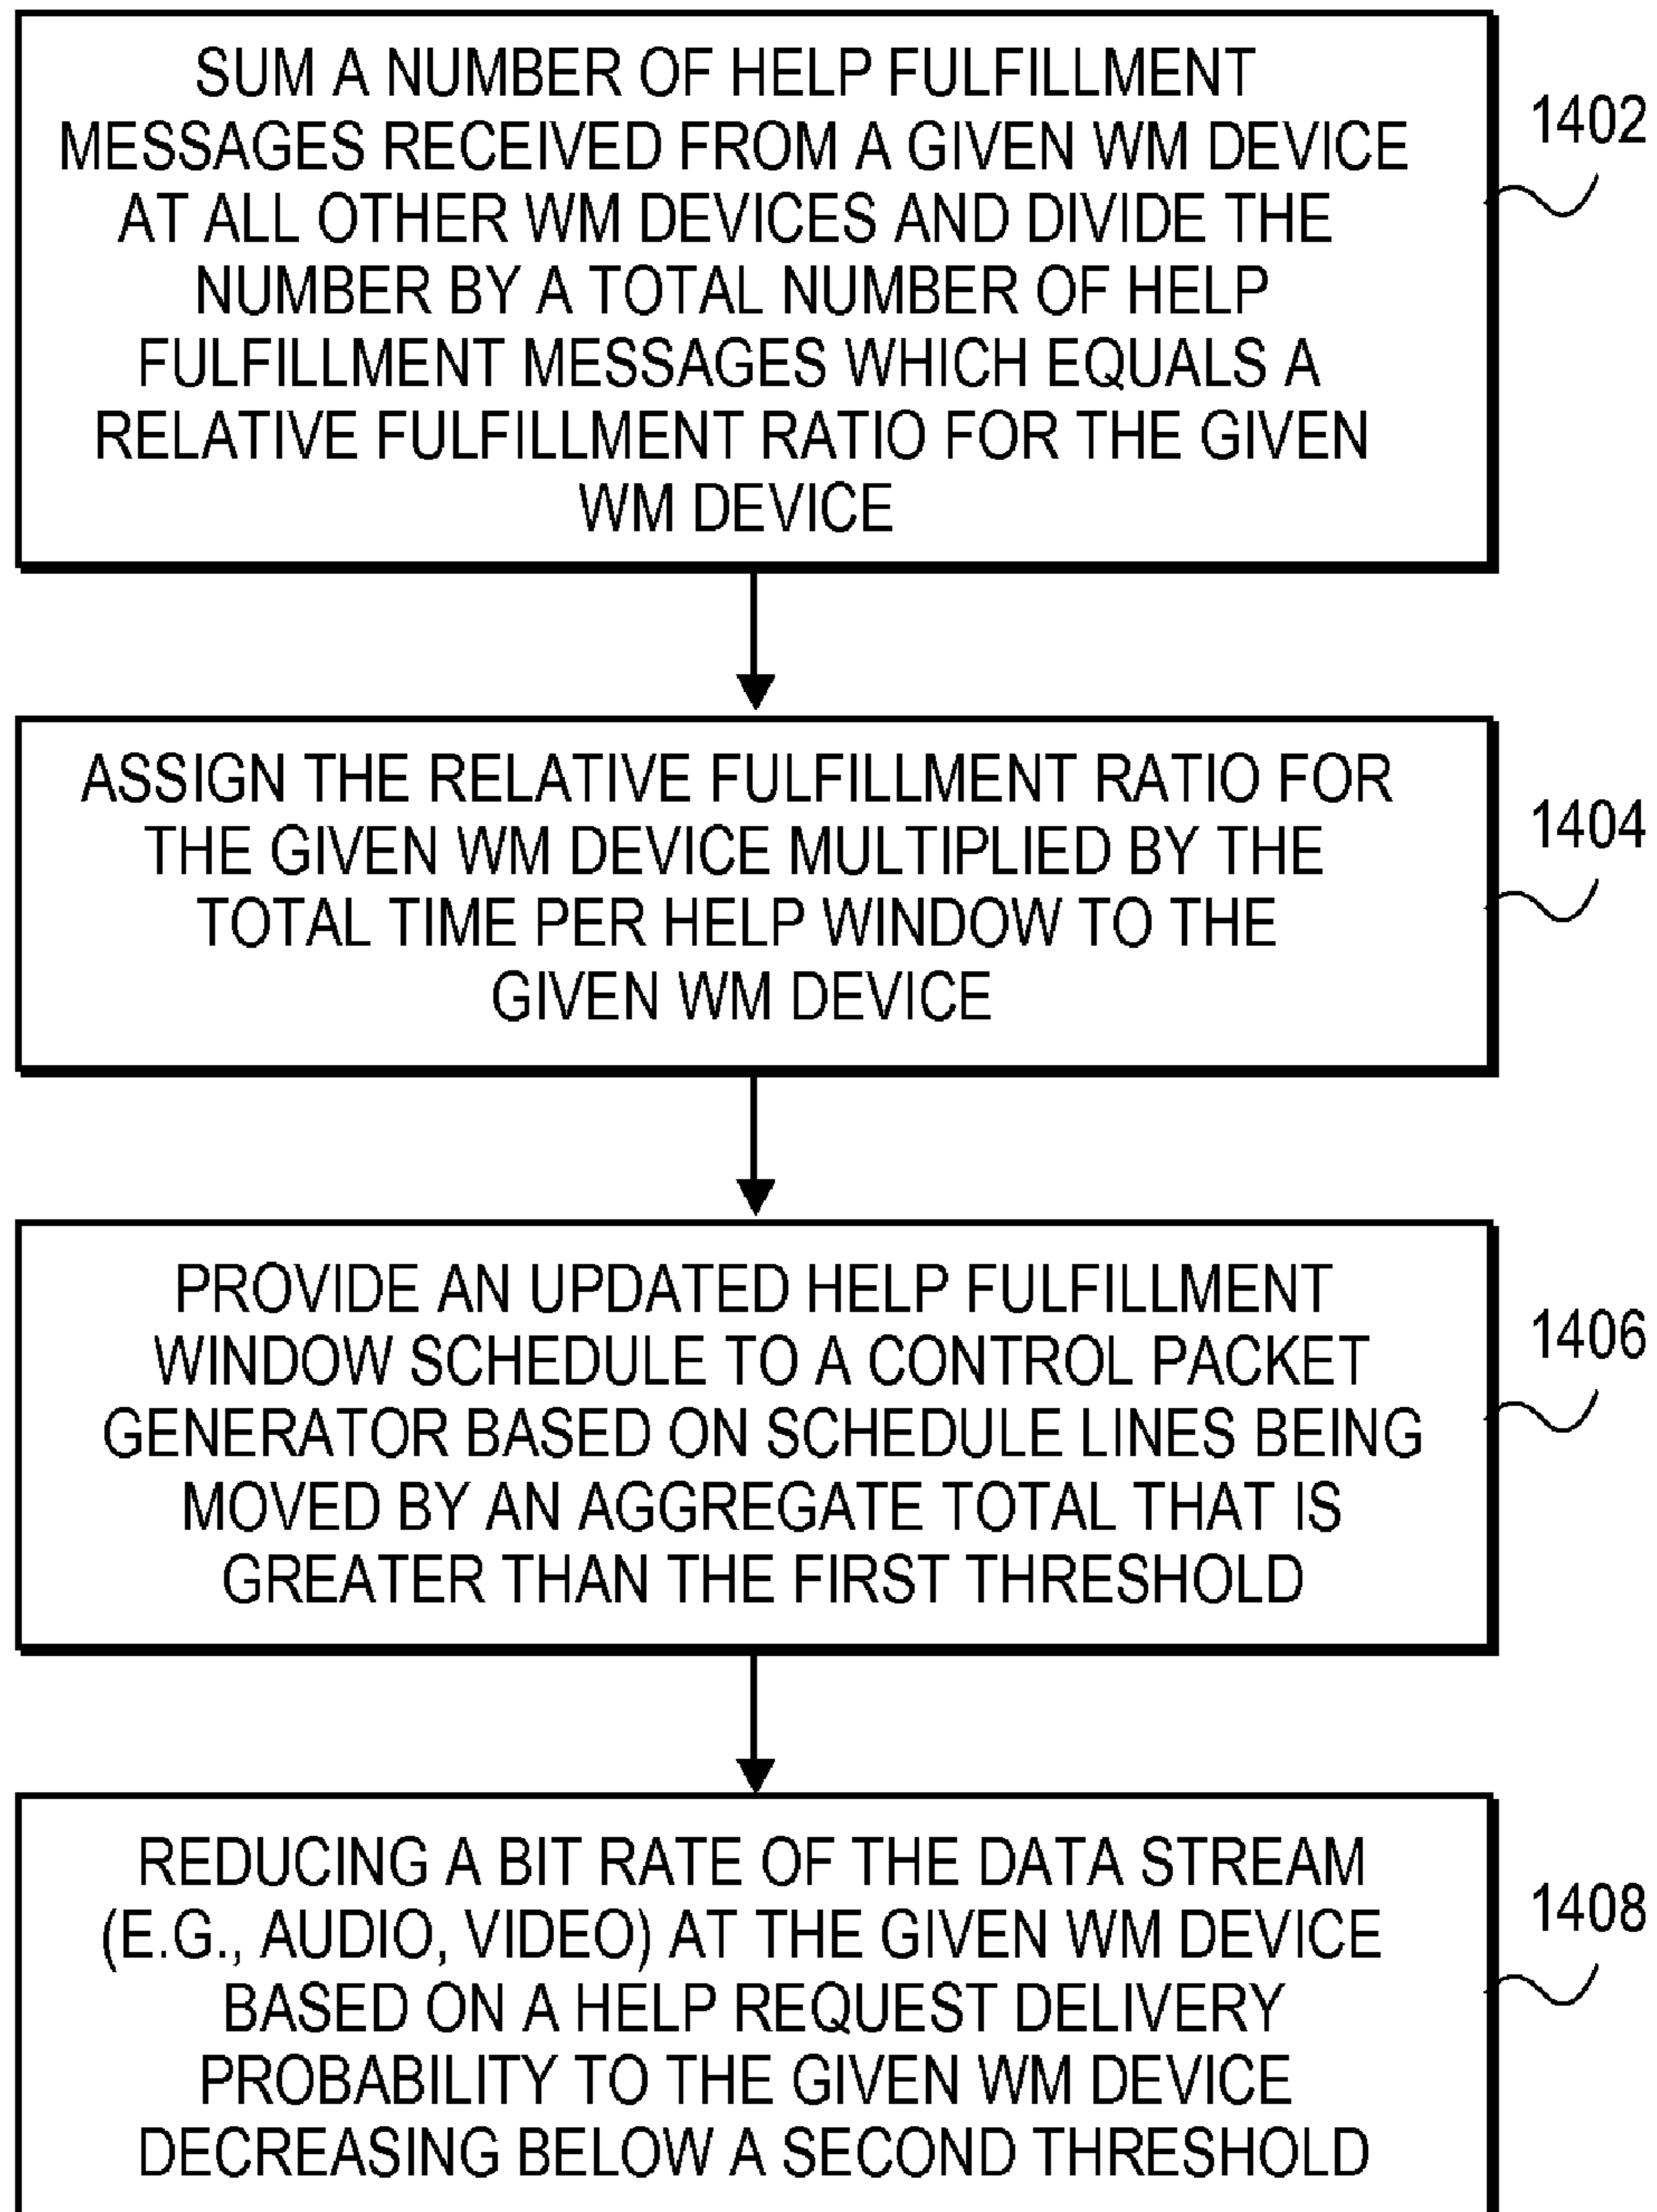 SUM A NUMBER OF HELP FULFILLMENT
MESSAGES RECEIVED FROM A GIVEN WM DEVICE
AT ALL OTHER WM DEVICES AND DIVIDE THE
NUMBER BY A TOTAL NUMBER OF HELP
FULFILLMENT MESSAGES WHICH EQUALS A
RELATIVE FULFILLMENT RATIO FOR THE GIVEN
WM DEVICE
1402
ASSIGN THE RELATIVE FULFILLMENT RATIO FOR
THE GIVEN WM DEVICE MULTIPLIED BY THE
TOTAL TIME PER HELP WINDOW TO THE
GIVEN WM DEVICE
1404
PROVIDE AN UPDATED HELP FULFILLMENT
WINDOW SCHEDULE TO A CONTROL PACKET
GENERATOR BASED ON SCHEDULE LINES BEING
MOVED BY AN AGGREGATE TOTAL THAT IS
GREATER THAN THE FIRST THRESHOLD
1406
REDUCING A BIT RATE OF THE DATA STREAM
(E.G., AUDIO, VIDEO) AT THE GIVEN WM DEVICE
BASED ON A HELP REQUEST DELIVERY
PROBABILITY TO THE GIVEN WM DEVICE
DECREASING BELOW A SECOND THRESHOLD
1408